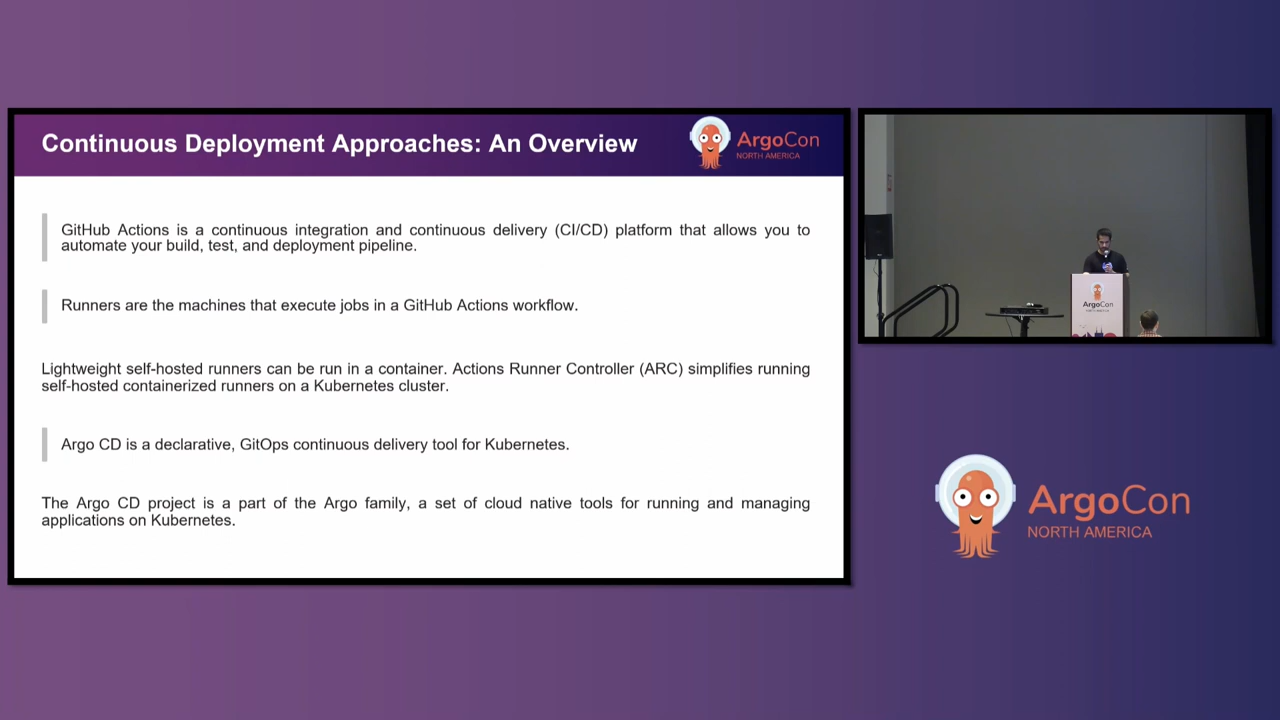 Continuous Deployment Approaches: An Overview
ArgoCon
NORTH AMERICA
GitHub Actions is a continuous integration and continuous delivery (CI/CD) platform that allows you to
automate your build, test, and deployment pipeline.
Runners are the machines that execute jobs in a GitHub Actions workflow.
Lightweight self-hosted runners can be run in a container. Actions Runner Controller (ARC) simplifies running
self-hosted containerized runners on a Kubernetes cluster.
Argo CD is a declarative, GitOps continuous delivery tool for Kubernetes.
The Argo CD project is a part of the Argo family, a set of cloud native tools for running and managing
applications on Kubernetes.
ArgoCon
NORTH AMERICA
ArgoCon
NORTH AMERICA